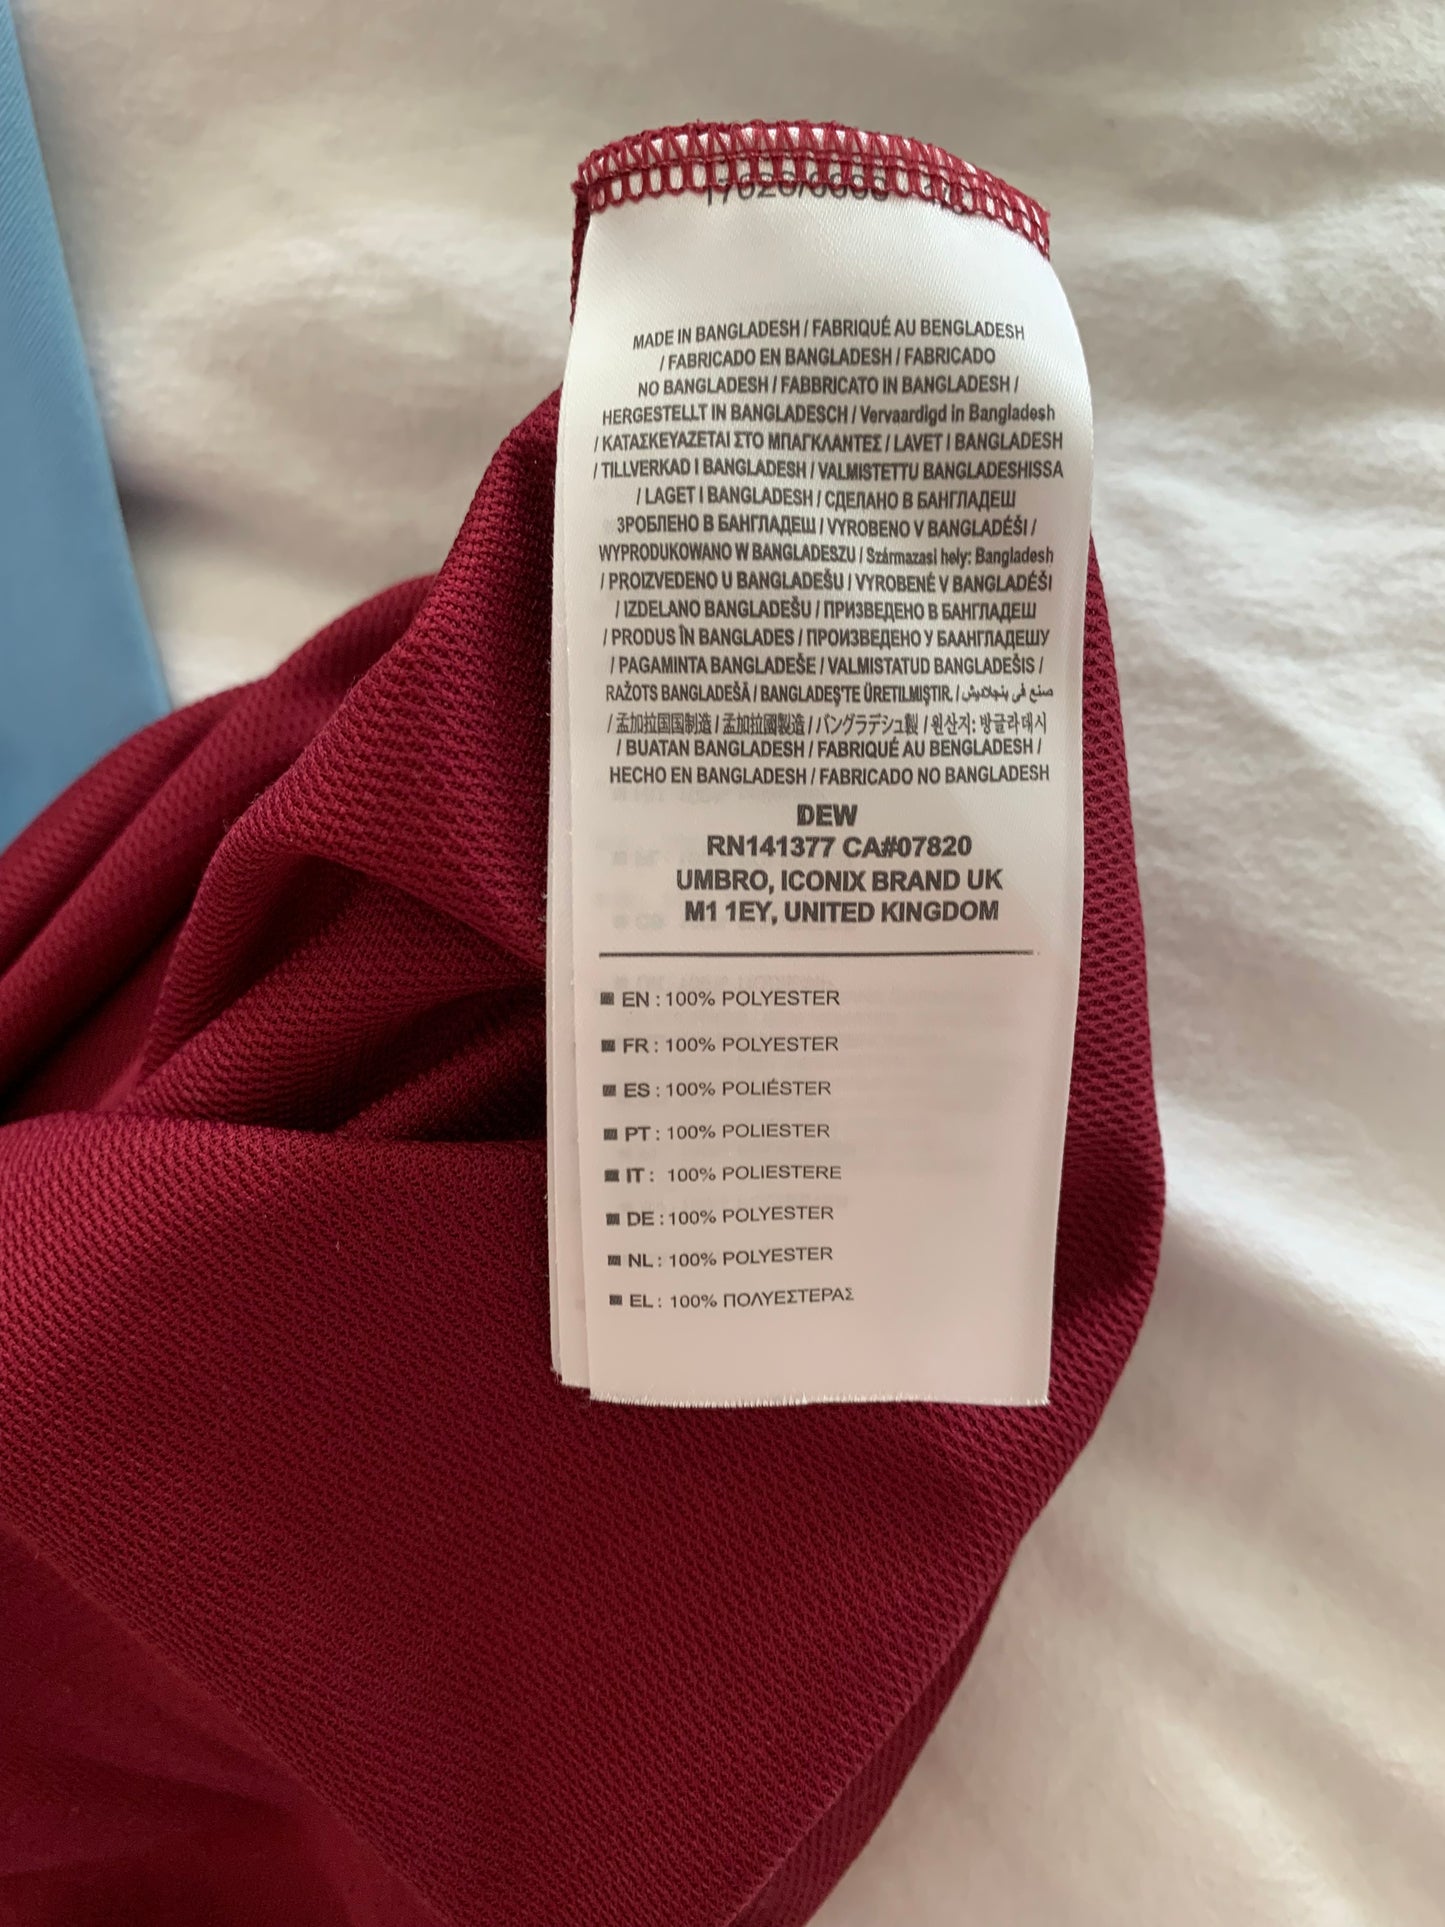 MADE IN BANGLADESH / FABRIQUÉ AU BENGLADESH
/ FABRICADO EN BANGLADESH / FABRICADO
NO BANGLADESH / FABBRICATO IN BANGLADESH /
HERGESTELLT IN BANGLADESCH / Vervaardigd in Bangladesh
/ ΚΑΤΑΣΚΕΥΑΖΕΤΑΙ ΣΤΟ ΜΠΑΓΚΛΑΝΤΕΣ / LAVET I BANGLADESH
/ TILLVERKAD I BANGLADESH / VALMISTETTU BANGLADESHISSA
/ LAGET I BANGLADESH / СДЕЛАНО В БАНГЛАДЕШ
ЗРОБЛЕНО В БАНГЛАДЕШ / VYROBENO V BANGLADÉŠI /
WYPRODUKOWANO W BANGLADESZU / Származasi hely: Bangladesh
/ PROIZVEDENO U BANGLADEŠU / VYROBENÉ V BANGLADÉŠI
/ IZDELANO BANGLADEŠU / ПРИЗВЕДЕНО В БАНГЛАДЕШ
/ PRODUS ÎN BANGLADES / ПРОИЗВЕДЕНО У БААНГЛАДЕШУ
/ PAGAMINTA BANGLADEŠE / VALMISTATUD BANGLADEŠIS /
RAŽOTS BANGLADEŠĀ / BANGLADEŞ'TE ÜRETILMIŞTIR. / صنع في بنجلاديش
/ 孟加拉国国制造 / 孟加拉國製造 / バングラデシュ製 / 원산지: 방글라데시
/ BUATAN BANGLADESH / FABRIQUÉ AU BENGLADESH /
HECHO EN BANGLADESH / FABRICADO NO BANGLADESH
DEW
RN141377 CA#07820
UMBRO, ICONIX BRAND UK
M1 1EY, UNITED KINGDOM
EN : 100% POLYESTER
FR : 100% POLYESTER
ES : 100% POLIÉSTER
PT : 100% POLIESTER
IT : 100% POLIESTERE
DE : 100% POLYESTER
NL : 100% POLYESTER
EL : 100% ΠΟΛΥΕΣΤΕΡΑΣ